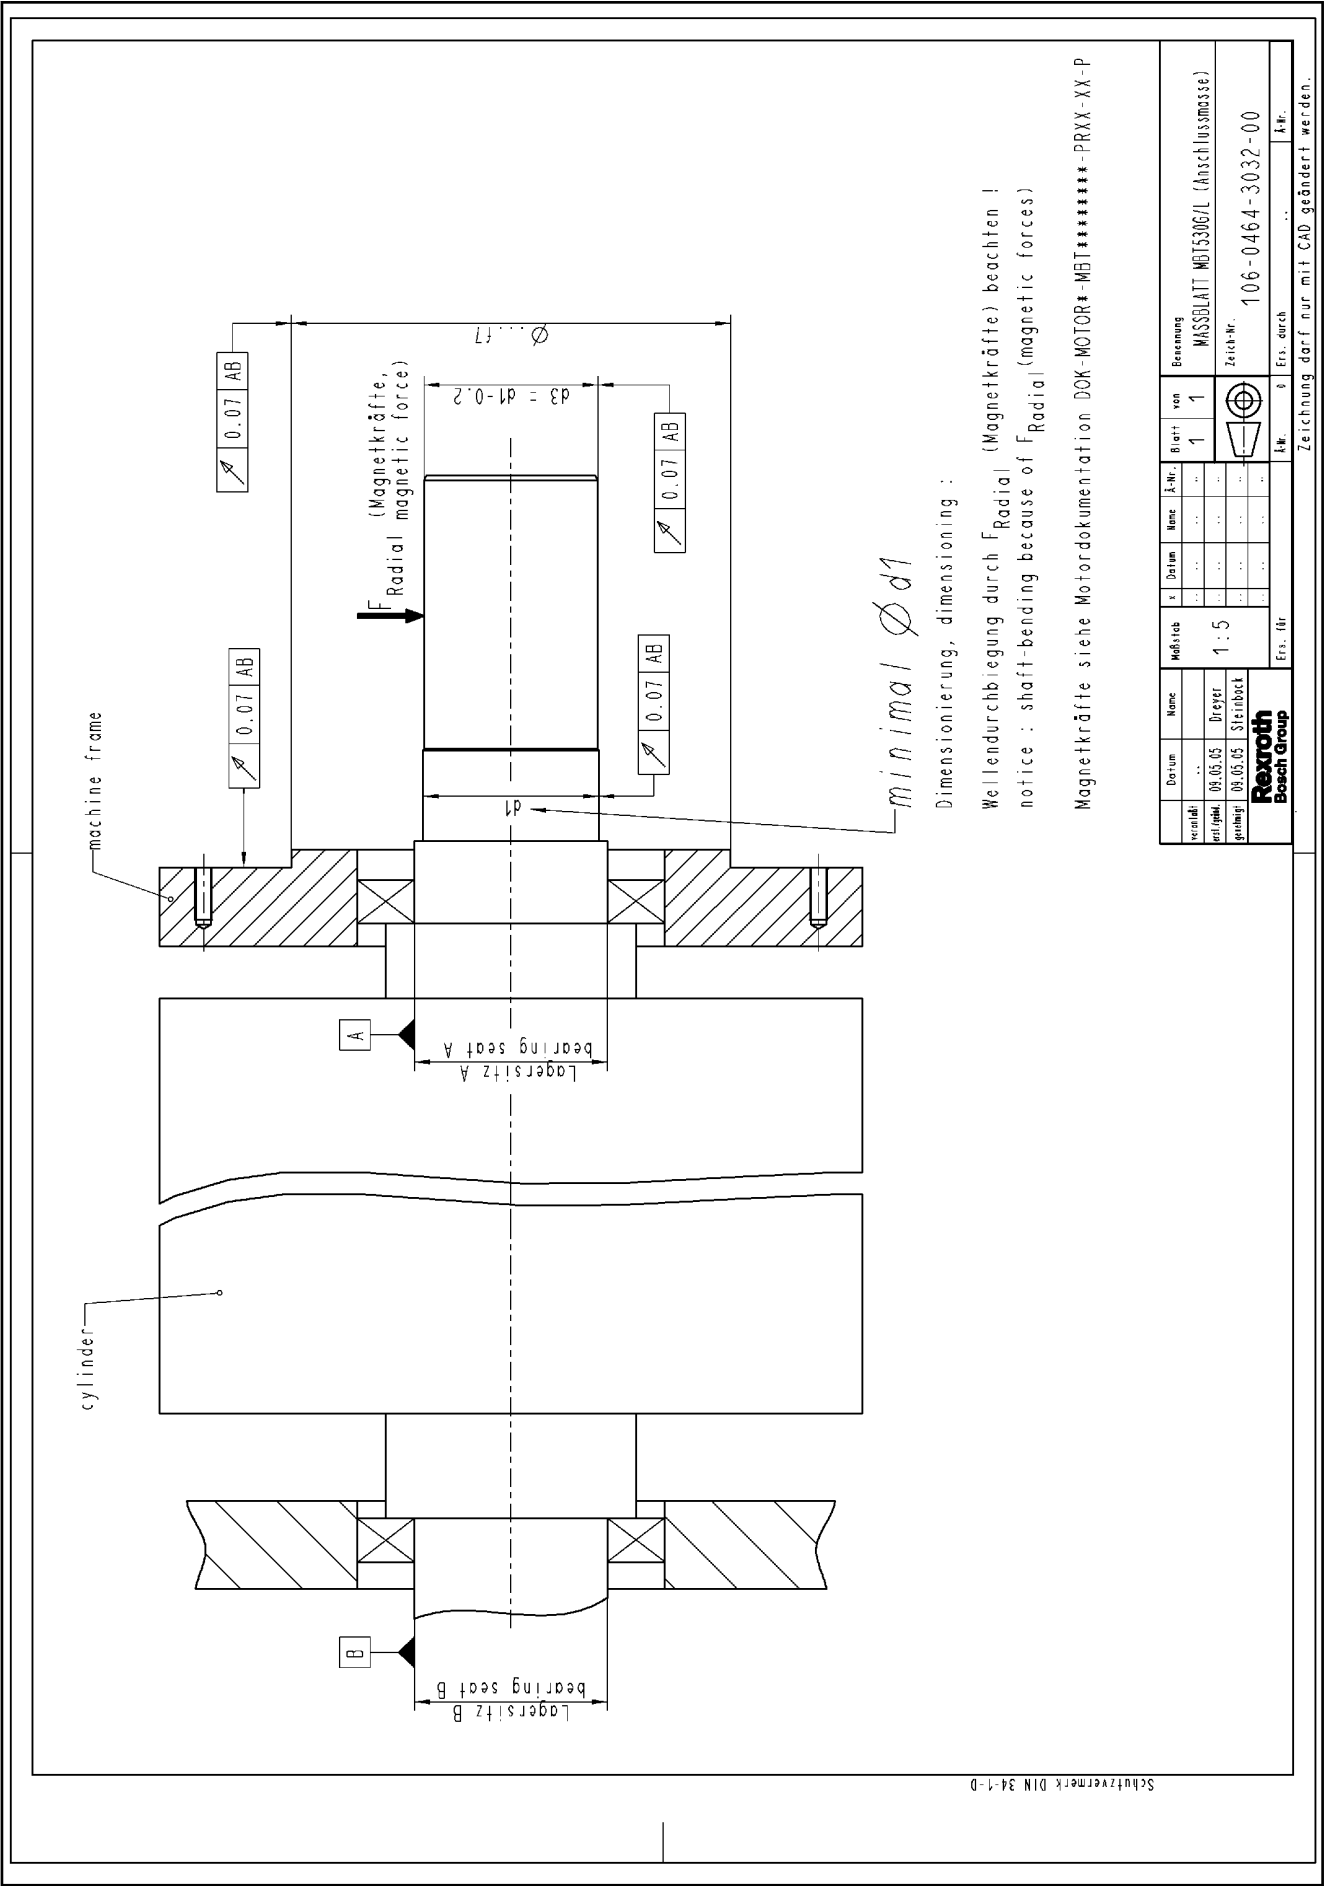 cylinder
machine frame
0.07 AB
0.07 AB
Ø...f7
F Radial (Magnetkräfte,
magnetic force)
d3 = d1-0.2
0.07 AB
0.07 AB
d1
A
Lagersitz A
bearing seat A
B
Lagersitz B
bearing seat B
minimal Ø d1
Dimensionierung, dimensioning :
Wellendurchbiegung durch F Radial (Magnetkräfte) beachten !
notice : shaft-bending because of F Radial (magnetic forces)
Magnetkräfte siehe Motordokumentation DOK-MOTOR*-MBT********-PRXX-XX-P
Datum Name
veranlaßt ..
erst./geänd. 09.05.05 Dreyer
genehmigt 09.05.05 Steinbock
Rexroth
Bosch Group
Maßstab
1:5
x Datum Name Ä-Nr.
.. .. .. ..
.. .. .. ..
.. .. .. ..
.. .. .. ..
Blatt von
1 1
Benennung
MASSBLATT MBT530G/L (Anschlussmasse)
Zeich-Nr.
106-0464-3032-00
Ers. für
Ä-Nr. 0
Ers. durch ..
Ä-Nr.
Zeichnung darf nur mit CAD geändert werden.
Schutzvermerk DIN 34-1-D